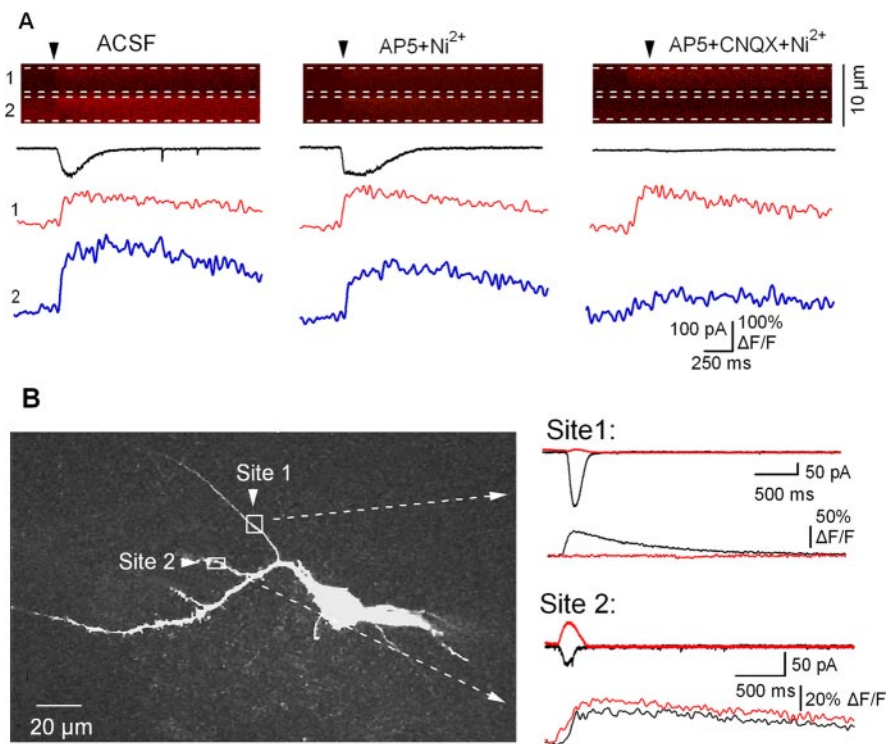 A
ACSF
AP5+Ni²⁺
AP5+CNQX+Ni²⁺
1
2
10 µm
1
2
100 pA
100%
ΔF/F
250 ms
B
Site 1
Site 2
20 µm
Site1:
50 pA
500 ms
50%
ΔF/F
Site 2:
50 pA
500 ms
20% ΔF/F